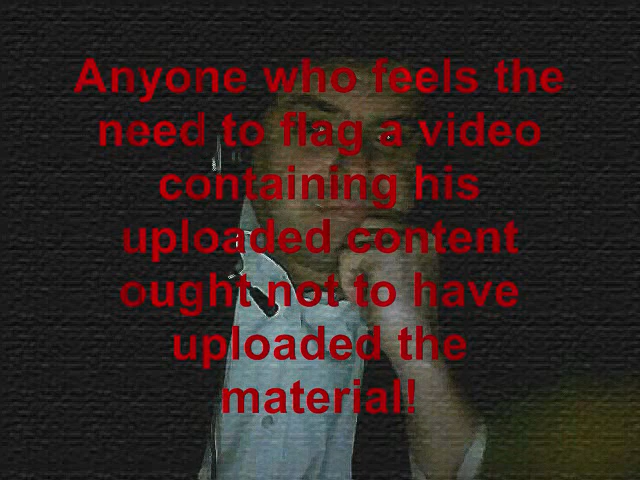 Anyone who feels the
need to flag a video
containing his
uploaded content
ought not to have
uploaded the
material!